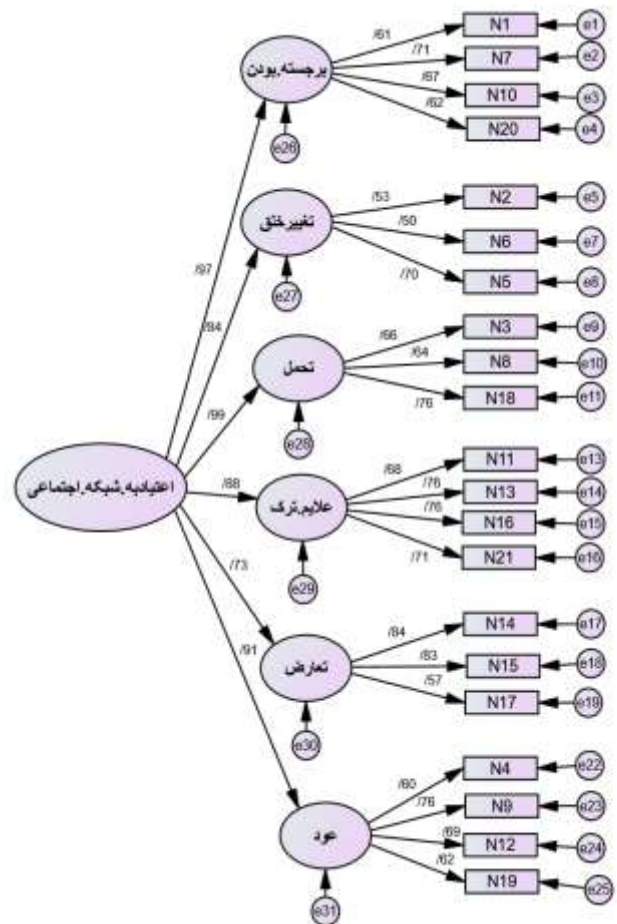 /61
N1
e1
/71
N7
e2
برجسته.بودن
/67
N10
e3
/62
N20
e4
e26
/97
/53
N2
e5
تغییرخلق
/50
N6
e7
/70
N5
e8
e27
/84
/66
N3
e9
تحمل
/64
N8
e10
/76
N18
e11
e28
/99
اعتیادبه.شبکه.اجتماعی
/88
/68
N11
e13
/76
N13
e14
علایم.ترک
/76
N16
e15
/71
N21
e16
e29
/73
/84
N14
e17
تعارض
/83
N15
e18
/57
N17
e19
e30
/91
/60
N4
e22
/76
N9
e23
عود
/69
N12
e24
/62
N19
e25
e31